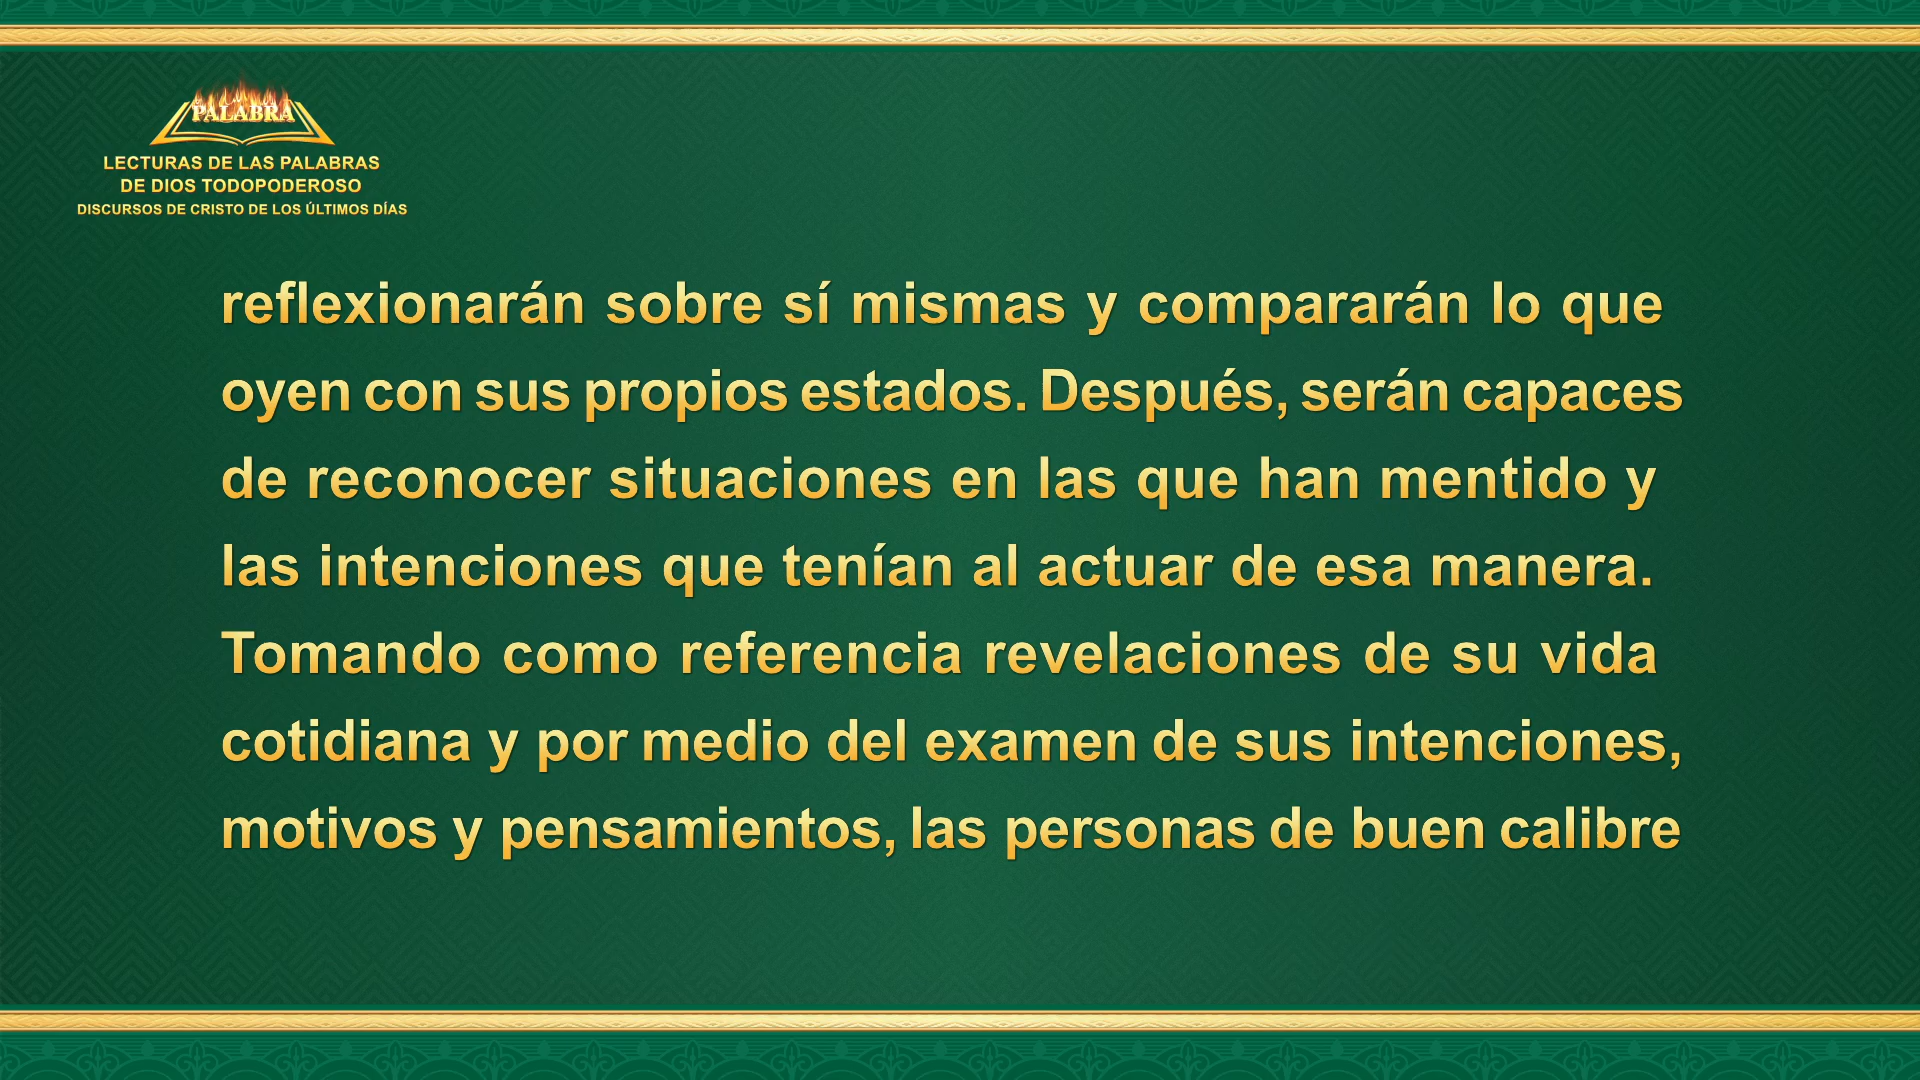 PALABRA
LECTURAS DE LAS PALABRAS
DE DIOS TODOPODEROSO
DISCURSOS DE CRISTO DE LOS ÚLTIMOS DÍAS
reflexionarán sobre sí mismas y compararán lo que
oyen con sus propios estados. Después, serán capaces
de reconocer situaciones en las que han mentido y
las intenciones que tenían al actuar de esa manera.
Tomando como referencia revelaciones de su vida
cotidiana y por medio del examen de sus intenciones,
motivos y pensamientos, las personas de buen calibre